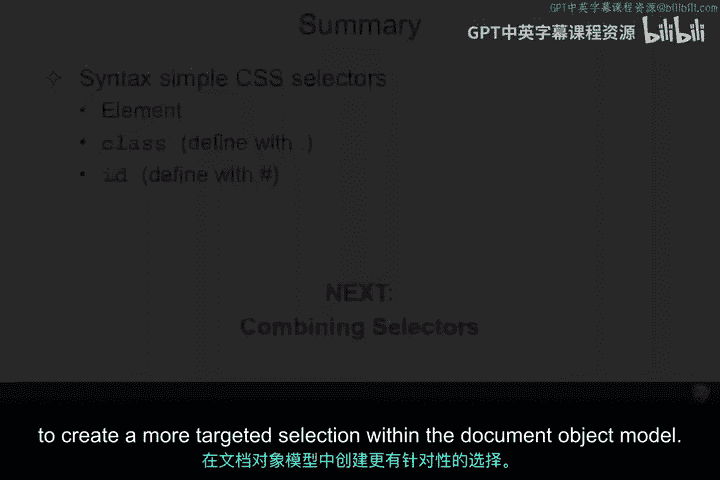 GPT中英字幕课程资源@bilibili.com
GPT中英字幕课程资源 bilibili
Summary
✧ Syntax simple CSS selectors
• Element
• class (define with .)
• id (define with #)
NEXT:
Combining Selectors
to create a more targeted selection within the document object model.
在文档对象模型中创建更有针对性的选择。